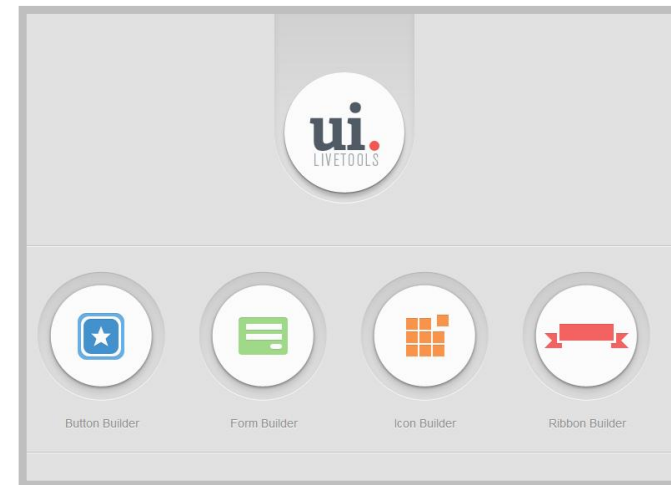 ui.
LIVETOOLS
Button Builder
Form Builder
Icon Builder
Ribbon Builder